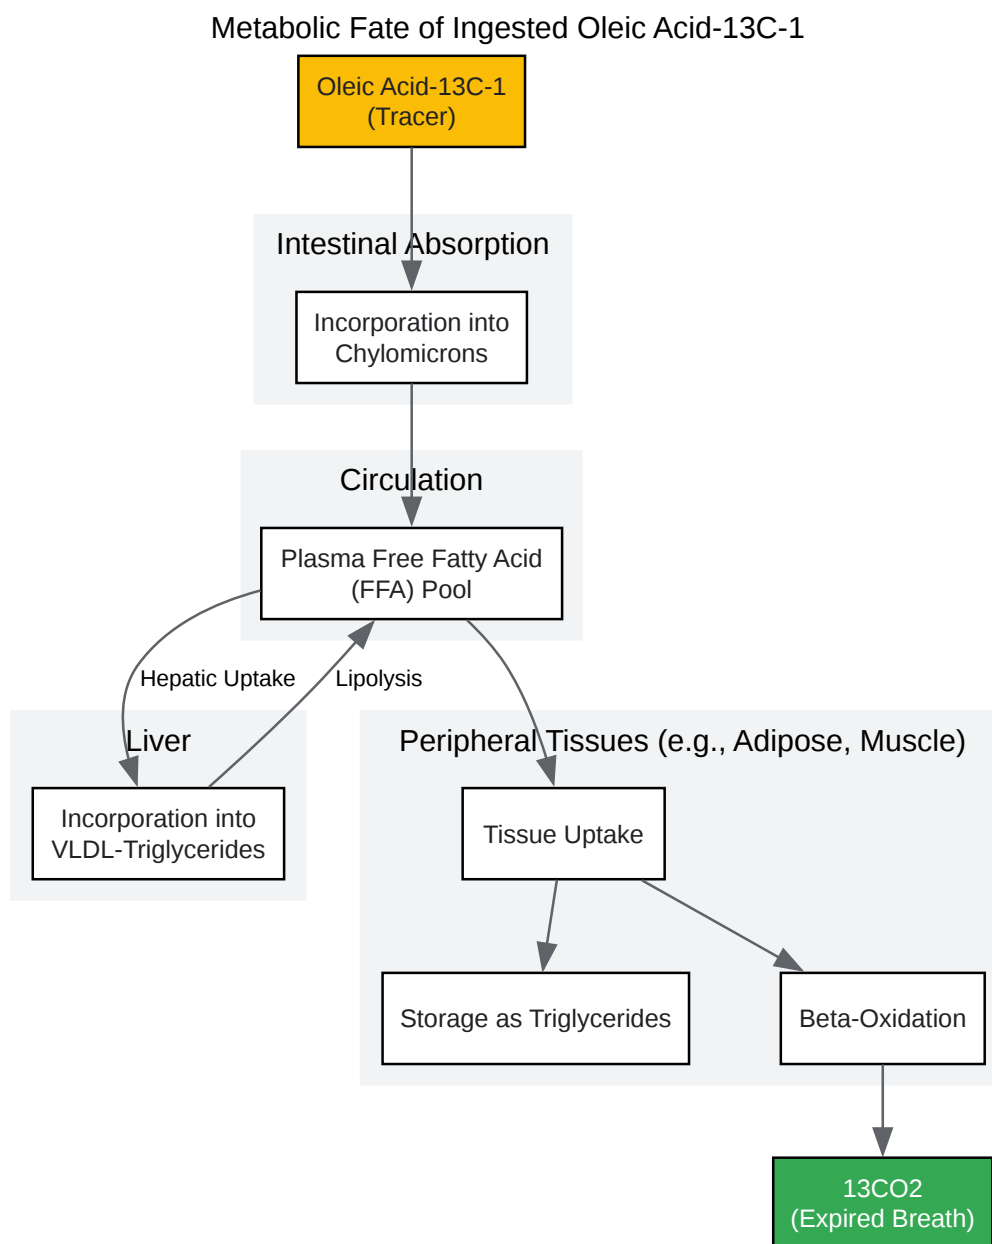 Metabolic Fate of Ingested Oleic Acid-13C-1
Oleic Acid-13C-1
(Tracer)
Intestinal Absorption
Incorporation into
Chylomicrons
Circulation
Plasma Free Fatty Acid
(FFA) Pool
Hepatic Uptake
Lipolysis
Liver
Incorporation into
VLDL-Triglycerides
Peripheral Tissues (e.g., Adipose, Muscle)
Tissue Uptake
Storage as Triglycerides
Beta-Oxidation
13CO2
(Expired Breath)